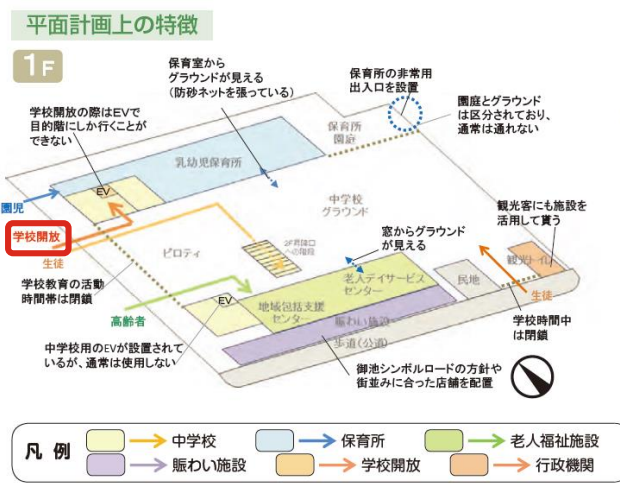 平面計画上の特徴
1F
保育室から
グラウンドが見える
(防砂ネットを張っている)
保育所の非常用
出入口を設置
学校開放の際はEVで
目的階にしか行くことが
できない
園庭とグラウンド
は区分されており、
通常は通れない
保育所
園庭
乳幼児保育所
EV
園児
中学校
グラウンド
観光客にも施設を
活用して貰う
学校開放
生徒
ピロティ
2F昇降口
への階段
窓からグラウンド
が見える
観光トイレ
老人デイサービス
センター
民地
生徒
学校教育の活動
時間帯は閉鎖
EV
地域包括支援
センター
高齢者
賑わい施設
学校時間中
は閉鎖
歩道(公道)
中学校用のEVが設置されて
いるが、通常は使用しない
御池シンボルロードの方針や
街並みに合った店舗を配置
凡例
中学校
保育所
老人福祉施設
賑わい施設
学校開放
行政機関